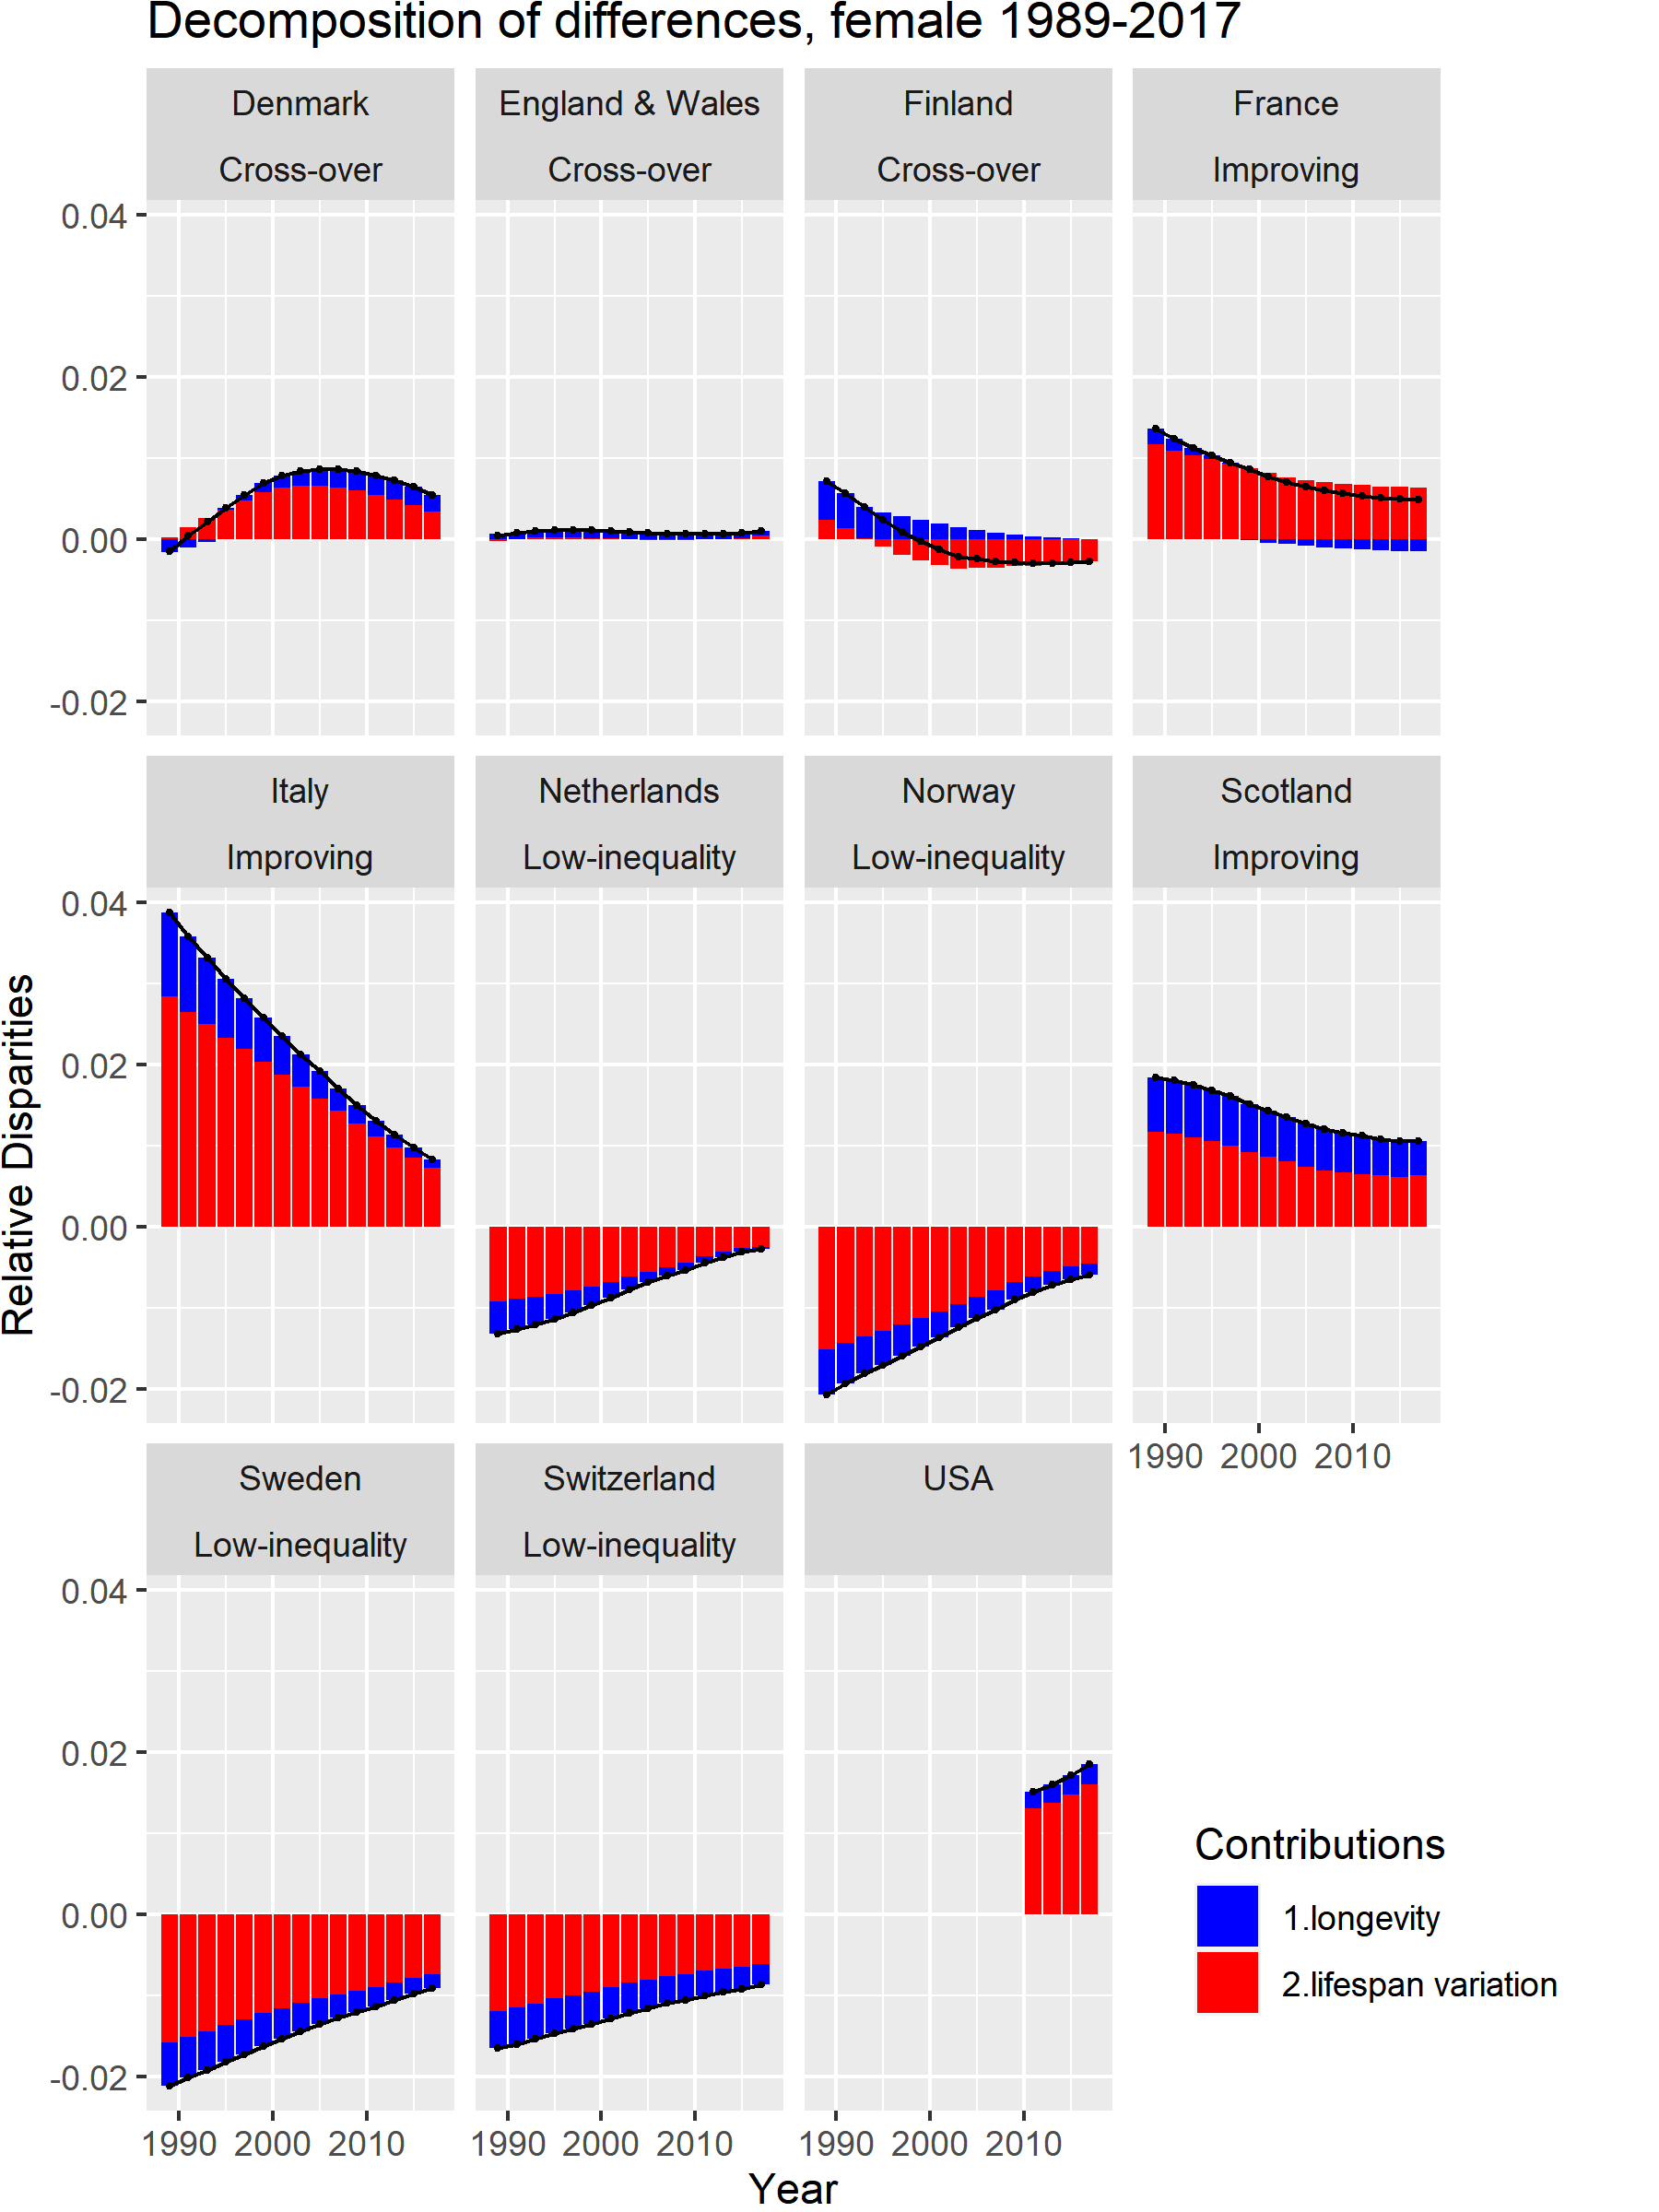 Decomposition of differences, female 1989-2017
Denmark
Cross-over
England & Wales
Cross-over
Finland
Cross-over
France
Improving
0.04
0.02
0.00
-0.02
Italy
Improving
Netherlands
Low-inequality
Norway
Low-inequality
Scotland
Improving
0.04
0.02
0.00
-0.02
1990 2000 2010
Relative Disparities
Sweden
Low-inequality
Switzerland
Low-inequality
USA
0.04
0.02
0.00
-0.02
1990 2000 2010
1990 2000 2010
1990 2000 2010
Year
Contributions
1.longevity
2.lifespan variation